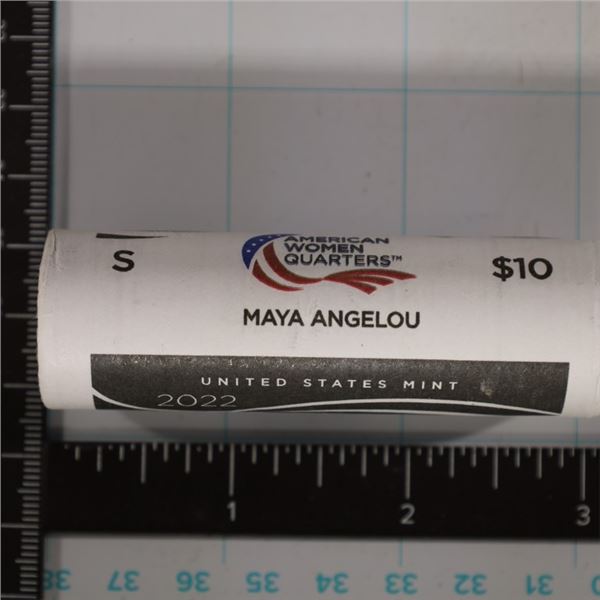 S
AMERICAN
WOMEN
QUARTERS™
$10
MAYA ANGELOU
UNITED STATES MINT
2022
1 2 3
38 37 36 35 34 33 32 31 30